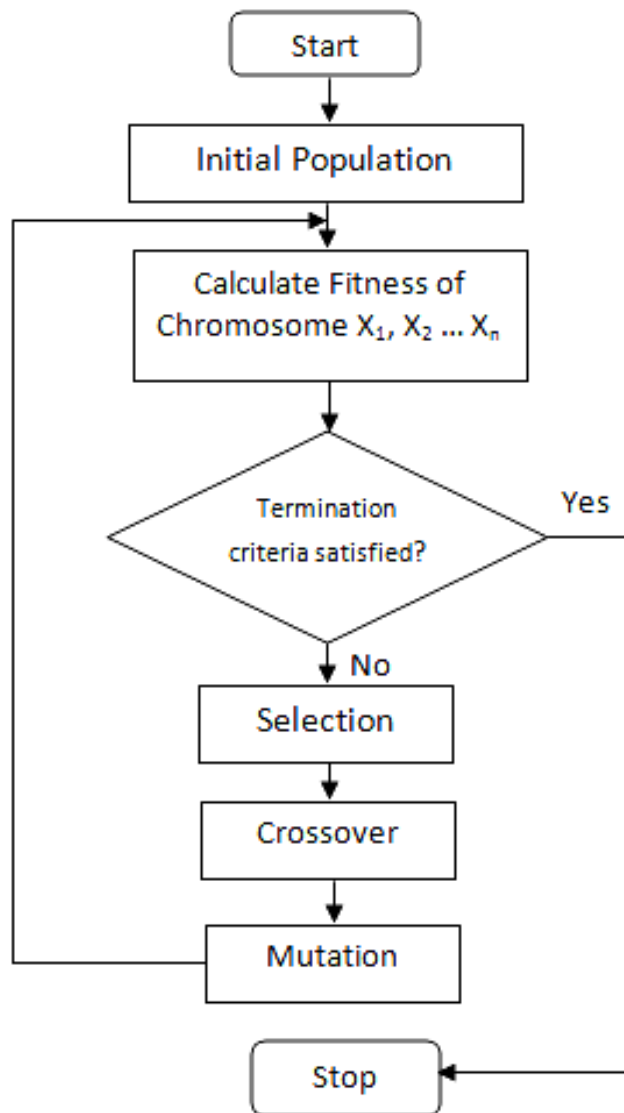 Start
Initial Population
Calculate Fitness of
Chromosome X₁, X₂ ... Xₙ
Termination
criteria satisfied?
Yes
No
Selection
Crossover
Mutation
Stop